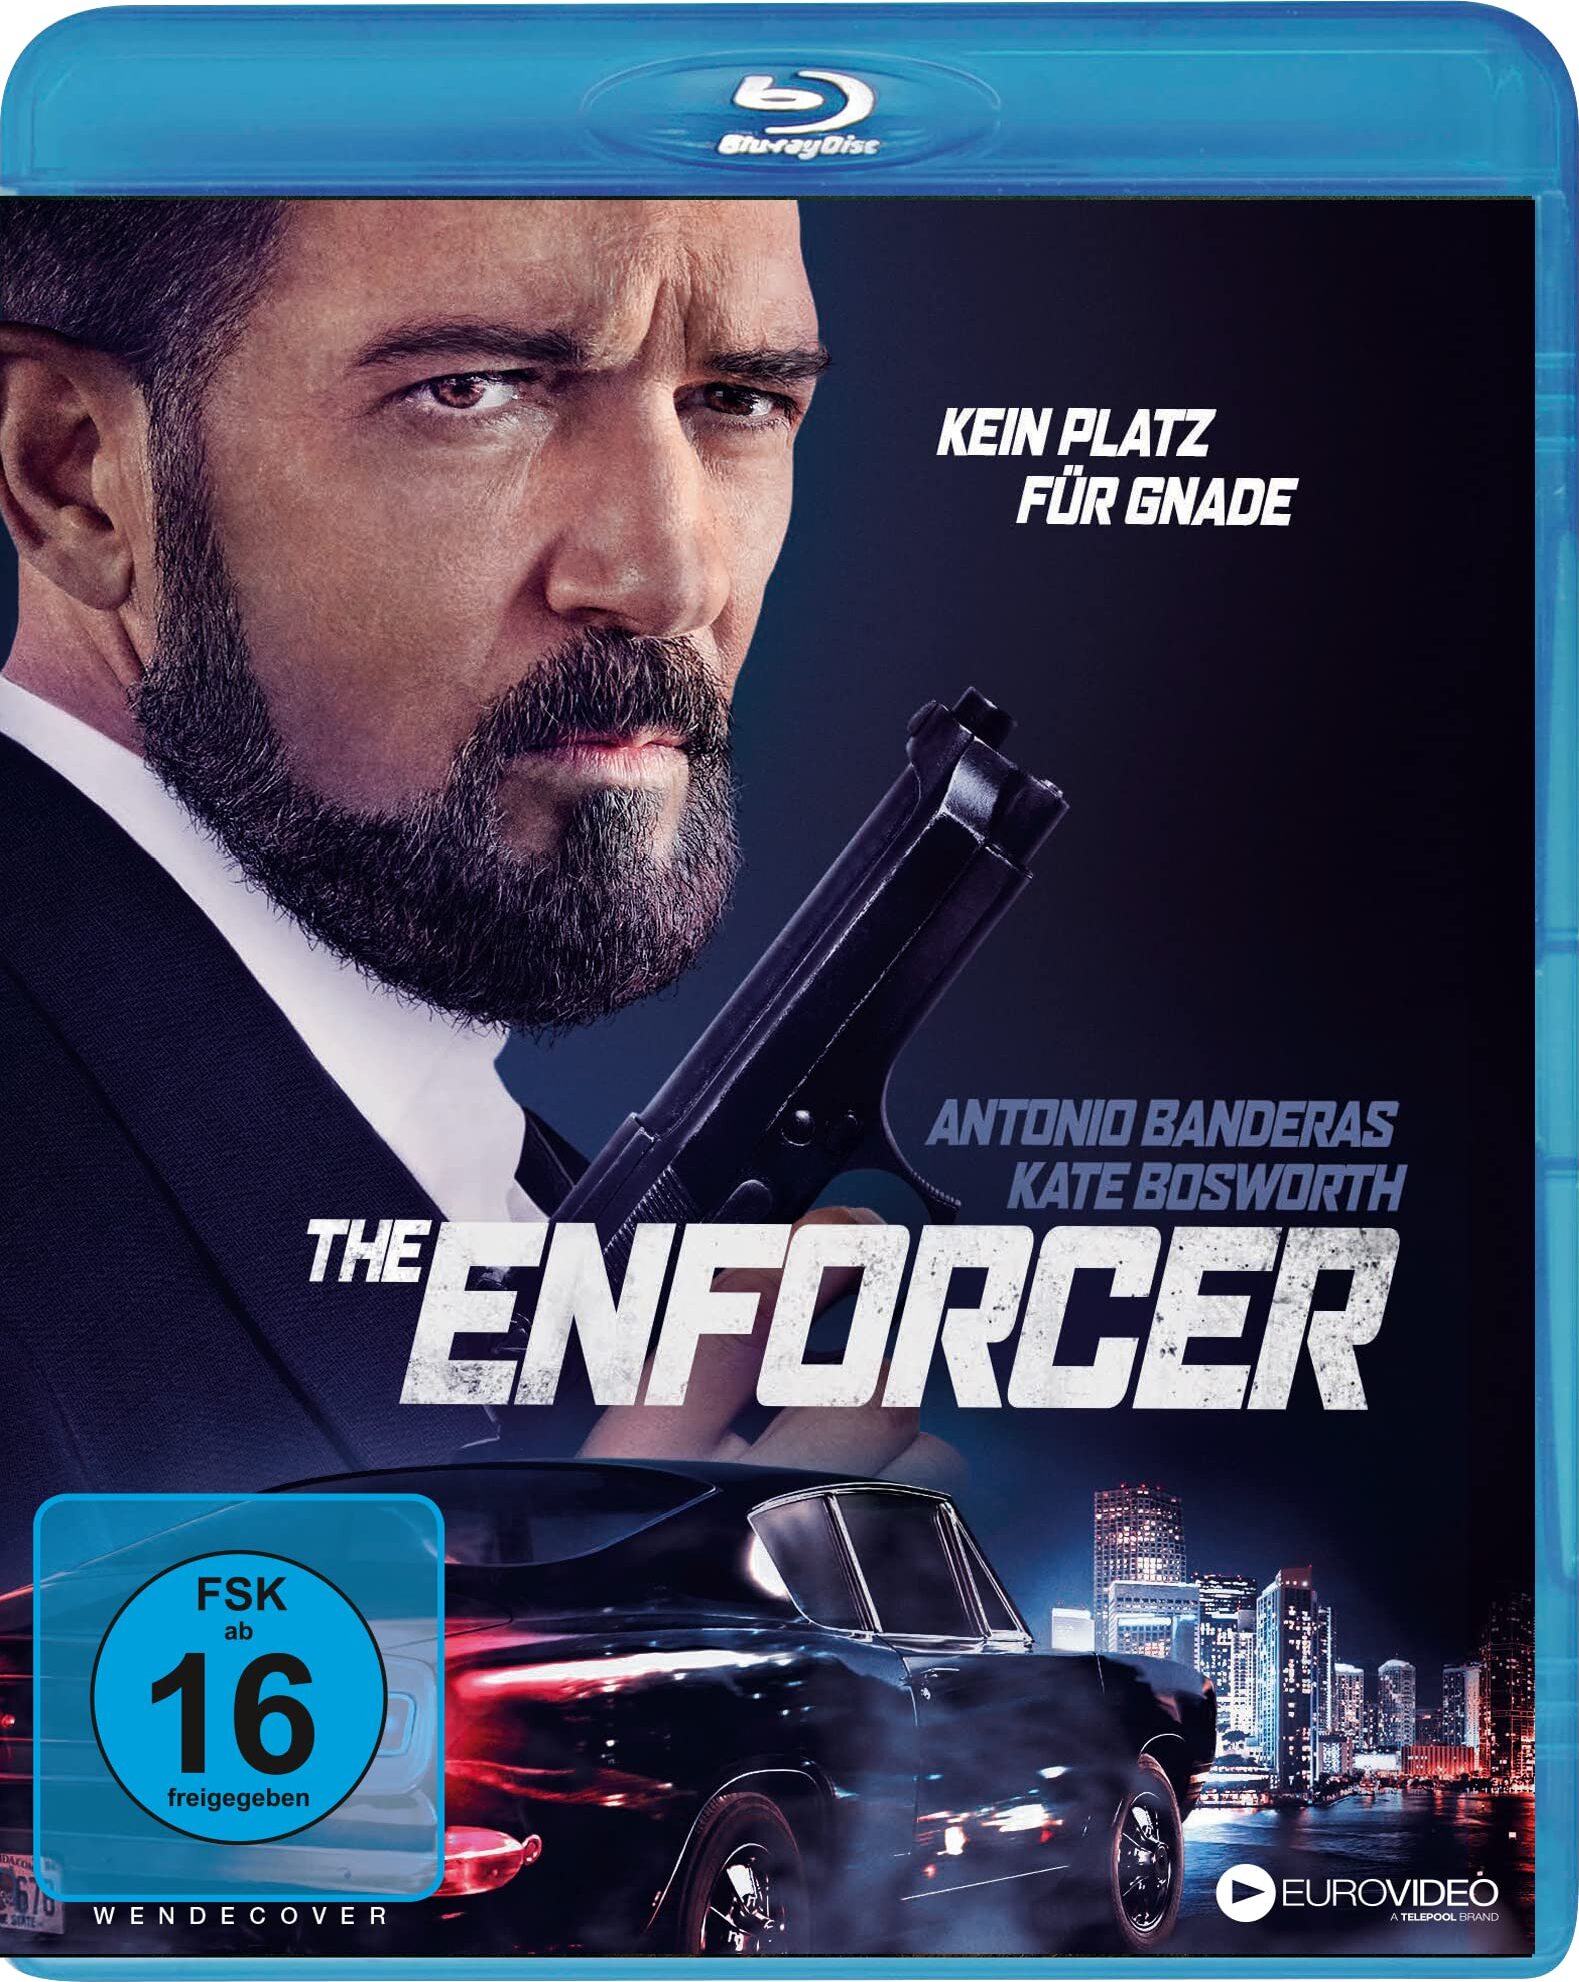 Blu-ray Disc
KEIN PLATZ
FÜR GNADE
ANTONIO BANDERAS
KATE BOSWORTH
THE ENFORCER
FSK
ab
16
freigegeben
WENDECOVER
EUROVIDEO
A TELEPOOL BRAND